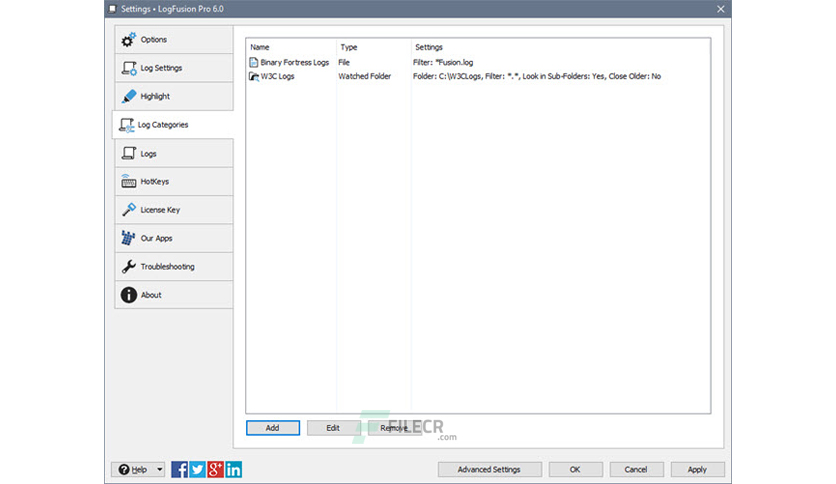 Settings • LogFusion Pro 6.0
Options
Log Settings
Highlight
Log Categories
Logs
HotKeys
License Key
Our Apps
Troubleshooting
About
Name Type Settings
Binary Fortress Logs File Filter: *Fusion.log
W3C Logs Watched Folder Folder: C:\W3CLogs, Filter: *.*, Look in Sub-Folders: Yes, Close Older: No
Add Edit Remove
FILECR
.com
Help Advanced Settings OK Cancel Apply